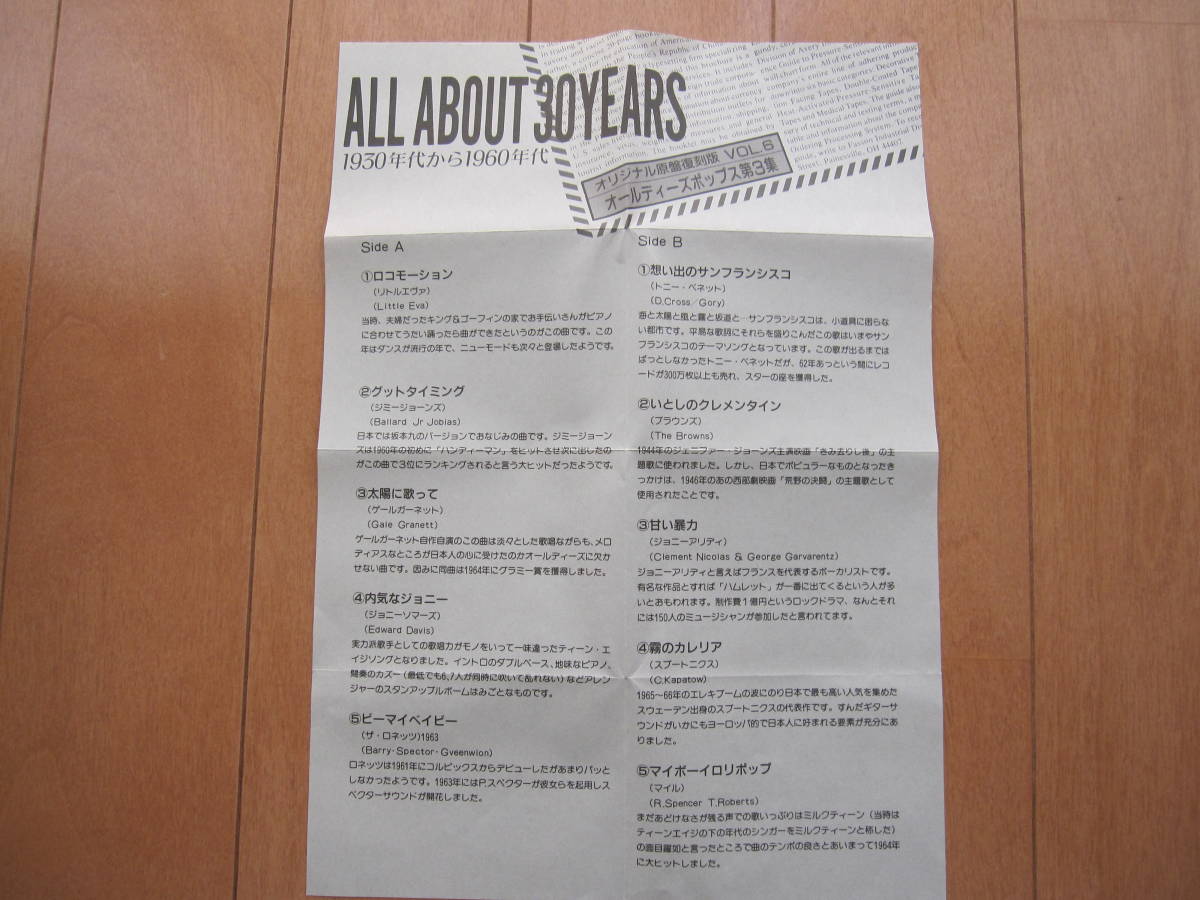 ALL ABOUT 30YEARS
1930年代から1960年代
オリジナル原盤復刻版 VOL.6
オールティーズポップス第3集
Side A
①ロコモーション
(リトルエヴァ)
(Little Eva)
当時、夫婦だったキング&ゴーフィンの家でお手伝いさんがピアノ
に合わせてうたい踊ったら曲ができたというのがこの曲です。この
年はダンスが流行の年で、ニューモードも次々と登場したようです。
②グットタイミング
(ジミージョーンズ)
(Ballard Jr Jobias)
日本では坂本九のバージョンでおなじみの曲です。ジミージョーン
ズは1960年の初めに「ハンディーマン」をヒットさせ次に出したの
がこの曲で3位にランキングされると言う大ヒットだったようです。
③太陽に歌って
(ゲールガーネット)
(Gale Granett)
ゲールガーネット自作自演のこの曲は淡々とした歌唱ながらも、メロ
ディアスなところが日本人の心に受けたのかオールディーズに欠か
せない曲です。因みに同曲は1964年にグラミー賞を獲得しました。
④内気なジョニー
(ジョニーソマーズ)
(Edward Davis)
実力派歌手としての歌唱力がモノをいって一味違ったティーン・エ
イジソングとなりました。イントロのダブルベース、地味なピアノ、
間奏のカズー(最低でも6,7人が同時に吹いて乱れない)などアレン
ジャーのスタンアップルボームはみごとなものです。
⑤ビーマイベイビー
(ザ・ロネッツ)1963
(Barry・Spector・Gveenwion)
ロネッツは1961年にコルピックスからデビューしたがあまりパッと
しなかったようです。1963年にはP.スペクターが彼女らを起用しス
ペクターサウンドが開花しました。
Side B
①想い出のサンフランシスコ
(トニー・ベネット)
(D.Cross/Gory)
海と太陽と風と霧と坂道と…サンフランシスコは、小道具に困らな
い都市です。平易な歌詞にそれらを盛りこんだこの歌はいまやサン
フランシスコのテーマソングとなっています。この歌が出るまでは
ぱっとしなかったトニー・ベネットだが、62年あっという間にレコ
ードが300万枚以上も売れ、スターの座を獲得した。
②いとしのクレメンタイン
(ブラウンズ)
(The Browns)
1944年のジェニファー・ジョーンズ主演映画「きみ去りし後」の主
題歌に使われました。しかし、日本でポピュラーなものとなったき
っかけは、1946年のあの西部劇映画「荒野の決闘」の主題歌として
使用されたことです。
③甘い暴力
(ジョニーアリディ)
(Clement Nicolas & George Garvarentz)
ジョニーアリディと言えばフランスを代表するボーカリストです。
有名な作品とすれば「ハムレット」が一番に出てくるという人が多
いとおもわれます。制作費1億円というロックドラマ、なんとそれ
には150人のミュージシャンが参加したと言われてます。
④霧のカレリア
(スプートニクス)
(C.Kapatow)
1965〜66年のエレキブームの波にのり日本で最も高い人気を集めた
スウェーデン出身のスプートニクスの代表作です。すんだギターサ
ウンドがいかにもヨーロッパ的で日本人に好まれる要素が充分にあ
りました。
⑤マイボーイロリポップ
(マイル)
(R.Spencer T.Roberts)
まだあどけなさが残る声での歌いっぷりはミルクティーン(当時は
ティーンエイジの下の年代のシンガーをミルクティーンと称した)
の面目躍如と言ったところで曲のテンポの良さとあいまって1964年
に大ヒットしました。